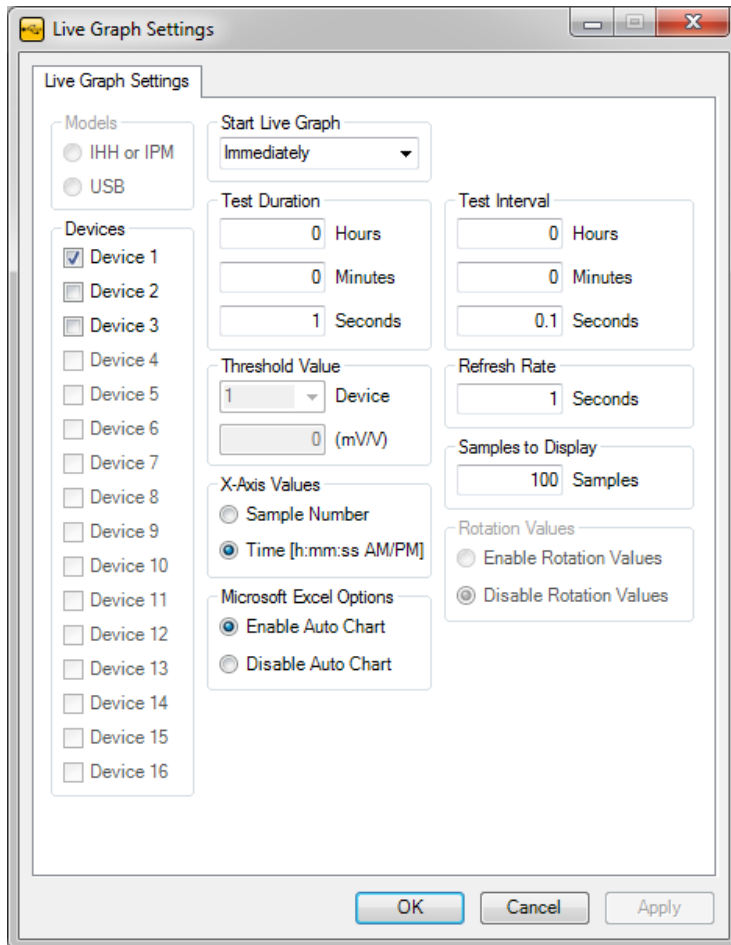 Live Graph Settings
Live Graph Settings
Models
IHH or IPM
USB
Devices
Device 1
Device 2
Device 3
Device 4
Device 5
Device 6
Device 7
Device 8
Device 9
Device 10
Device 11
Device 12
Device 13
Device 14
Device 15
Device 16
Start Live Graph
Immediately
Test Duration
0 Hours
0 Minutes
1 Seconds
Threshold Value
1 Device
0 (mV/V)
X-Axis Values
Sample Number
Time [h:mm:ss AM/PM]
Microsoft Excel Options
Enable Auto Chart
Disable Auto Chart
Test Interval
0 Hours
0 Minutes
0.1 Seconds
Refresh Rate
1 Seconds
Samples to Display
100 Samples
Rotation Values
Enable Rotation Values
Disable Rotation Values
OK Cancel Apply